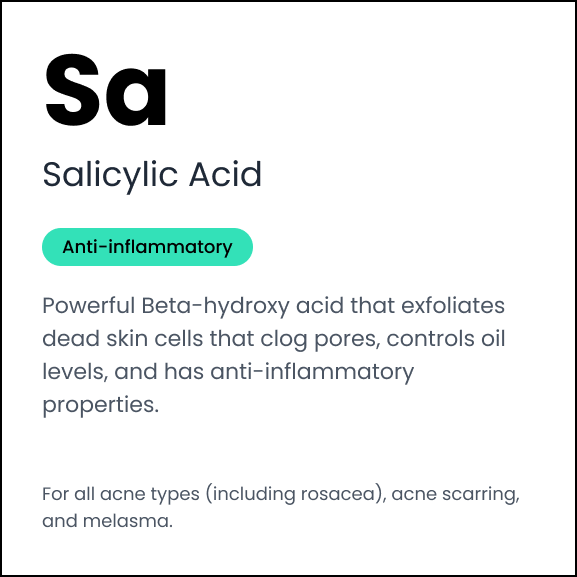 Sa
Salicylic Acid
Anti-inflammatory
Powerful Beta-hydroxy acid that exfoliates
dead skin cells that clog pores, controls oil
levels, and has anti-inflammatory
properties.
For all acne types (including rosacea), acne scarring,
and melasma.